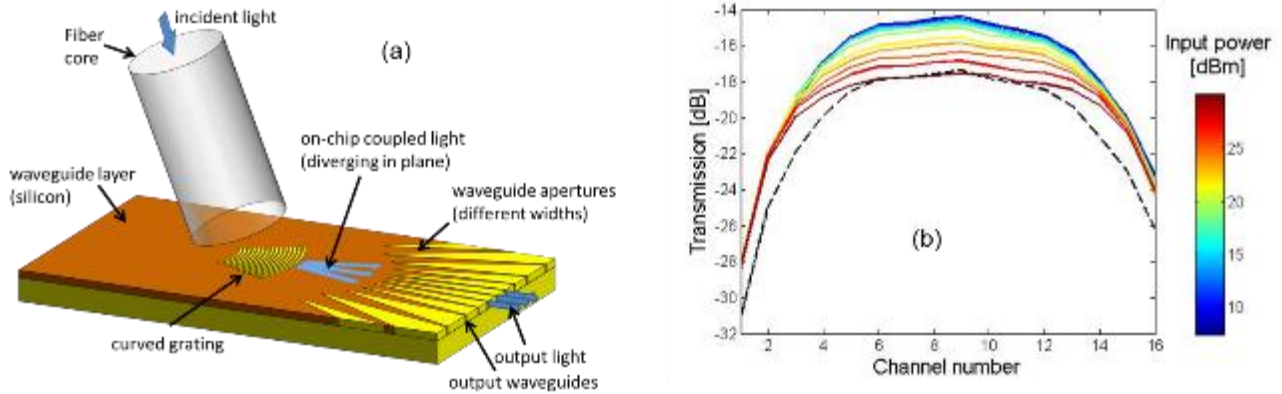 incident light
Fiber
core
(a)
on-chip coupled light
(diverging in plane)
waveguide layer
(silicon)
waveguide apertures
(different widths)
curved grating
output light
output waveguides
Transmission [dB]
-14
-16
-18
-20
-22
-24
-26
-28
-30
-32
2
4
6
8
10
12
14
16
Channel number
(b)
Input power
[dBm]
25
20
15
10